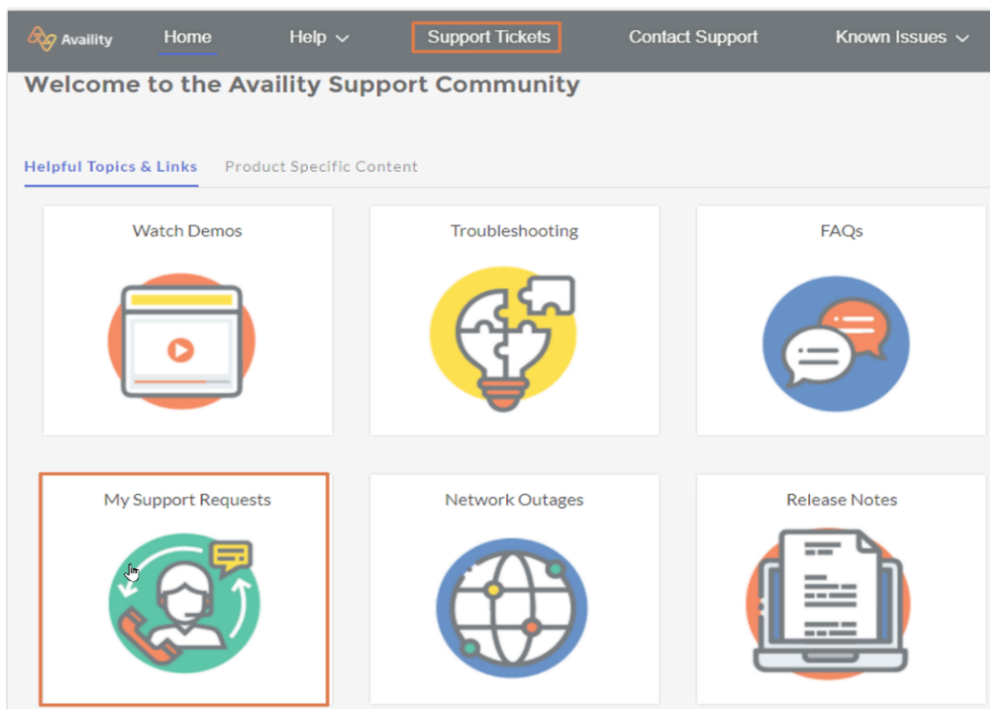 Availity Home Help Support Tickets Contact Support Known Issues
Welcome to the Availity Support Community
Helpful Topics & Links Product Specific Content
Watch Demos Troubleshooting FAQs
My Support Requests Network Outages Release Notes